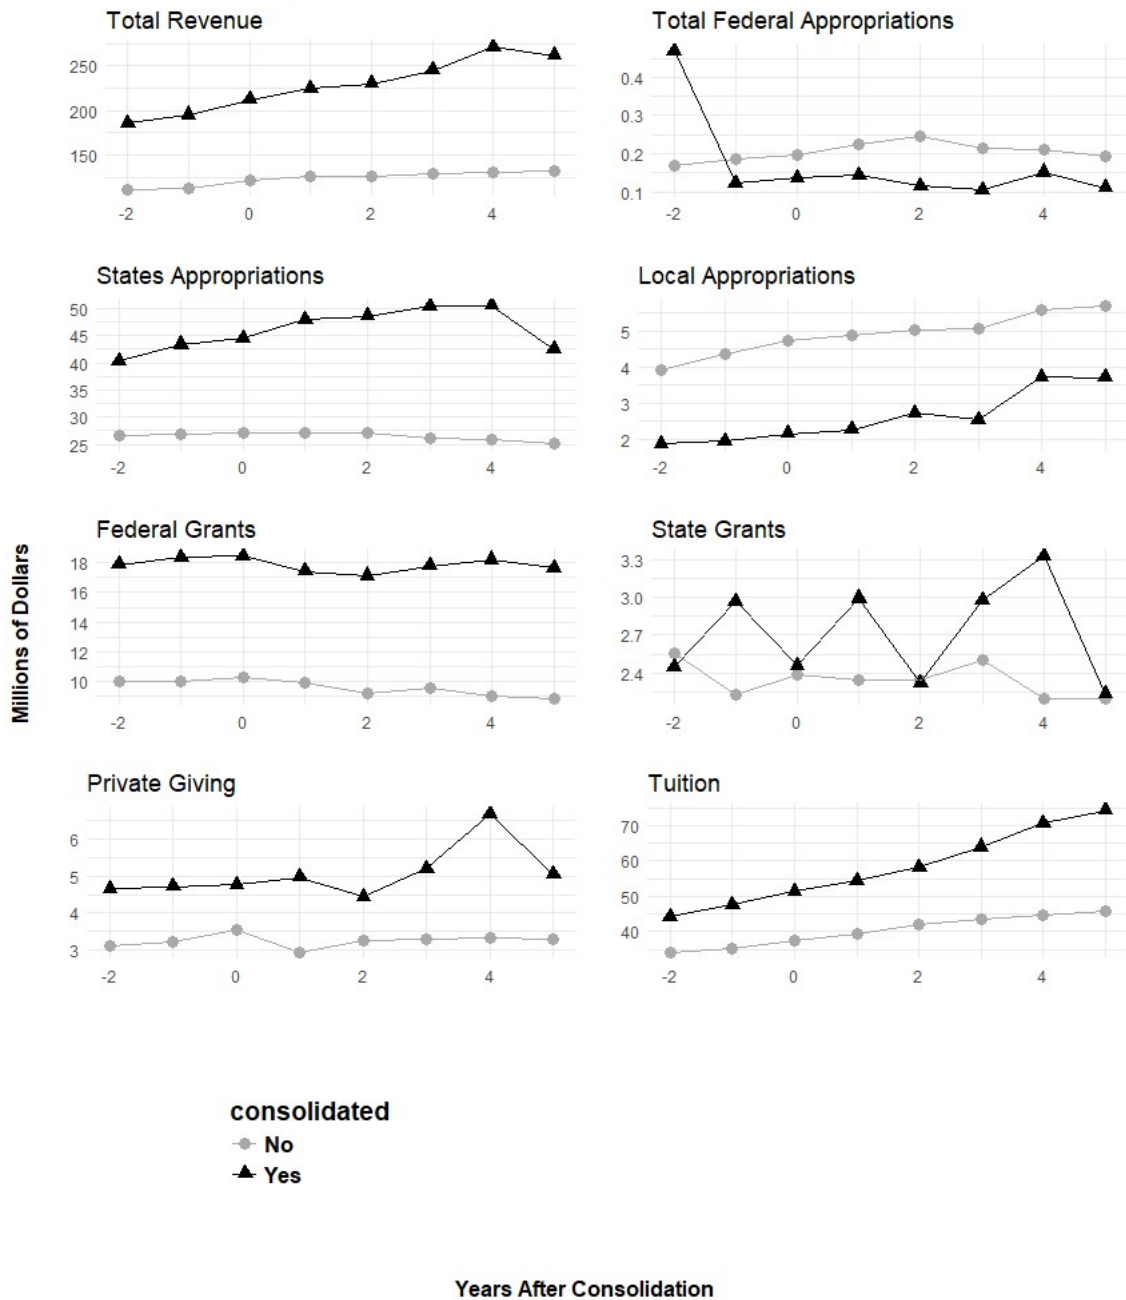 Total Revenue
250
200
150
-2 0 2 4
Total Federal Appropriations
0.4
0.3
0.2
0.1
-2 0 2 4
States Appropriations
50
45
40
35
30
25
-2 0 2 4
Local Appropriations
5
4
3
2
-2 0 2 4
Federal Grants
18
16
14
12
10
-2 0 2 4
State Grants
3.3
3.0
2.7
2.4
-2 0 2 4
Private Giving
6
5
4
3
-2 0 2 4
Tuition
70
60
50
40
-2 0 2 4
Millions of Dollars
consolidated
No
Yes
Years After Consolidation